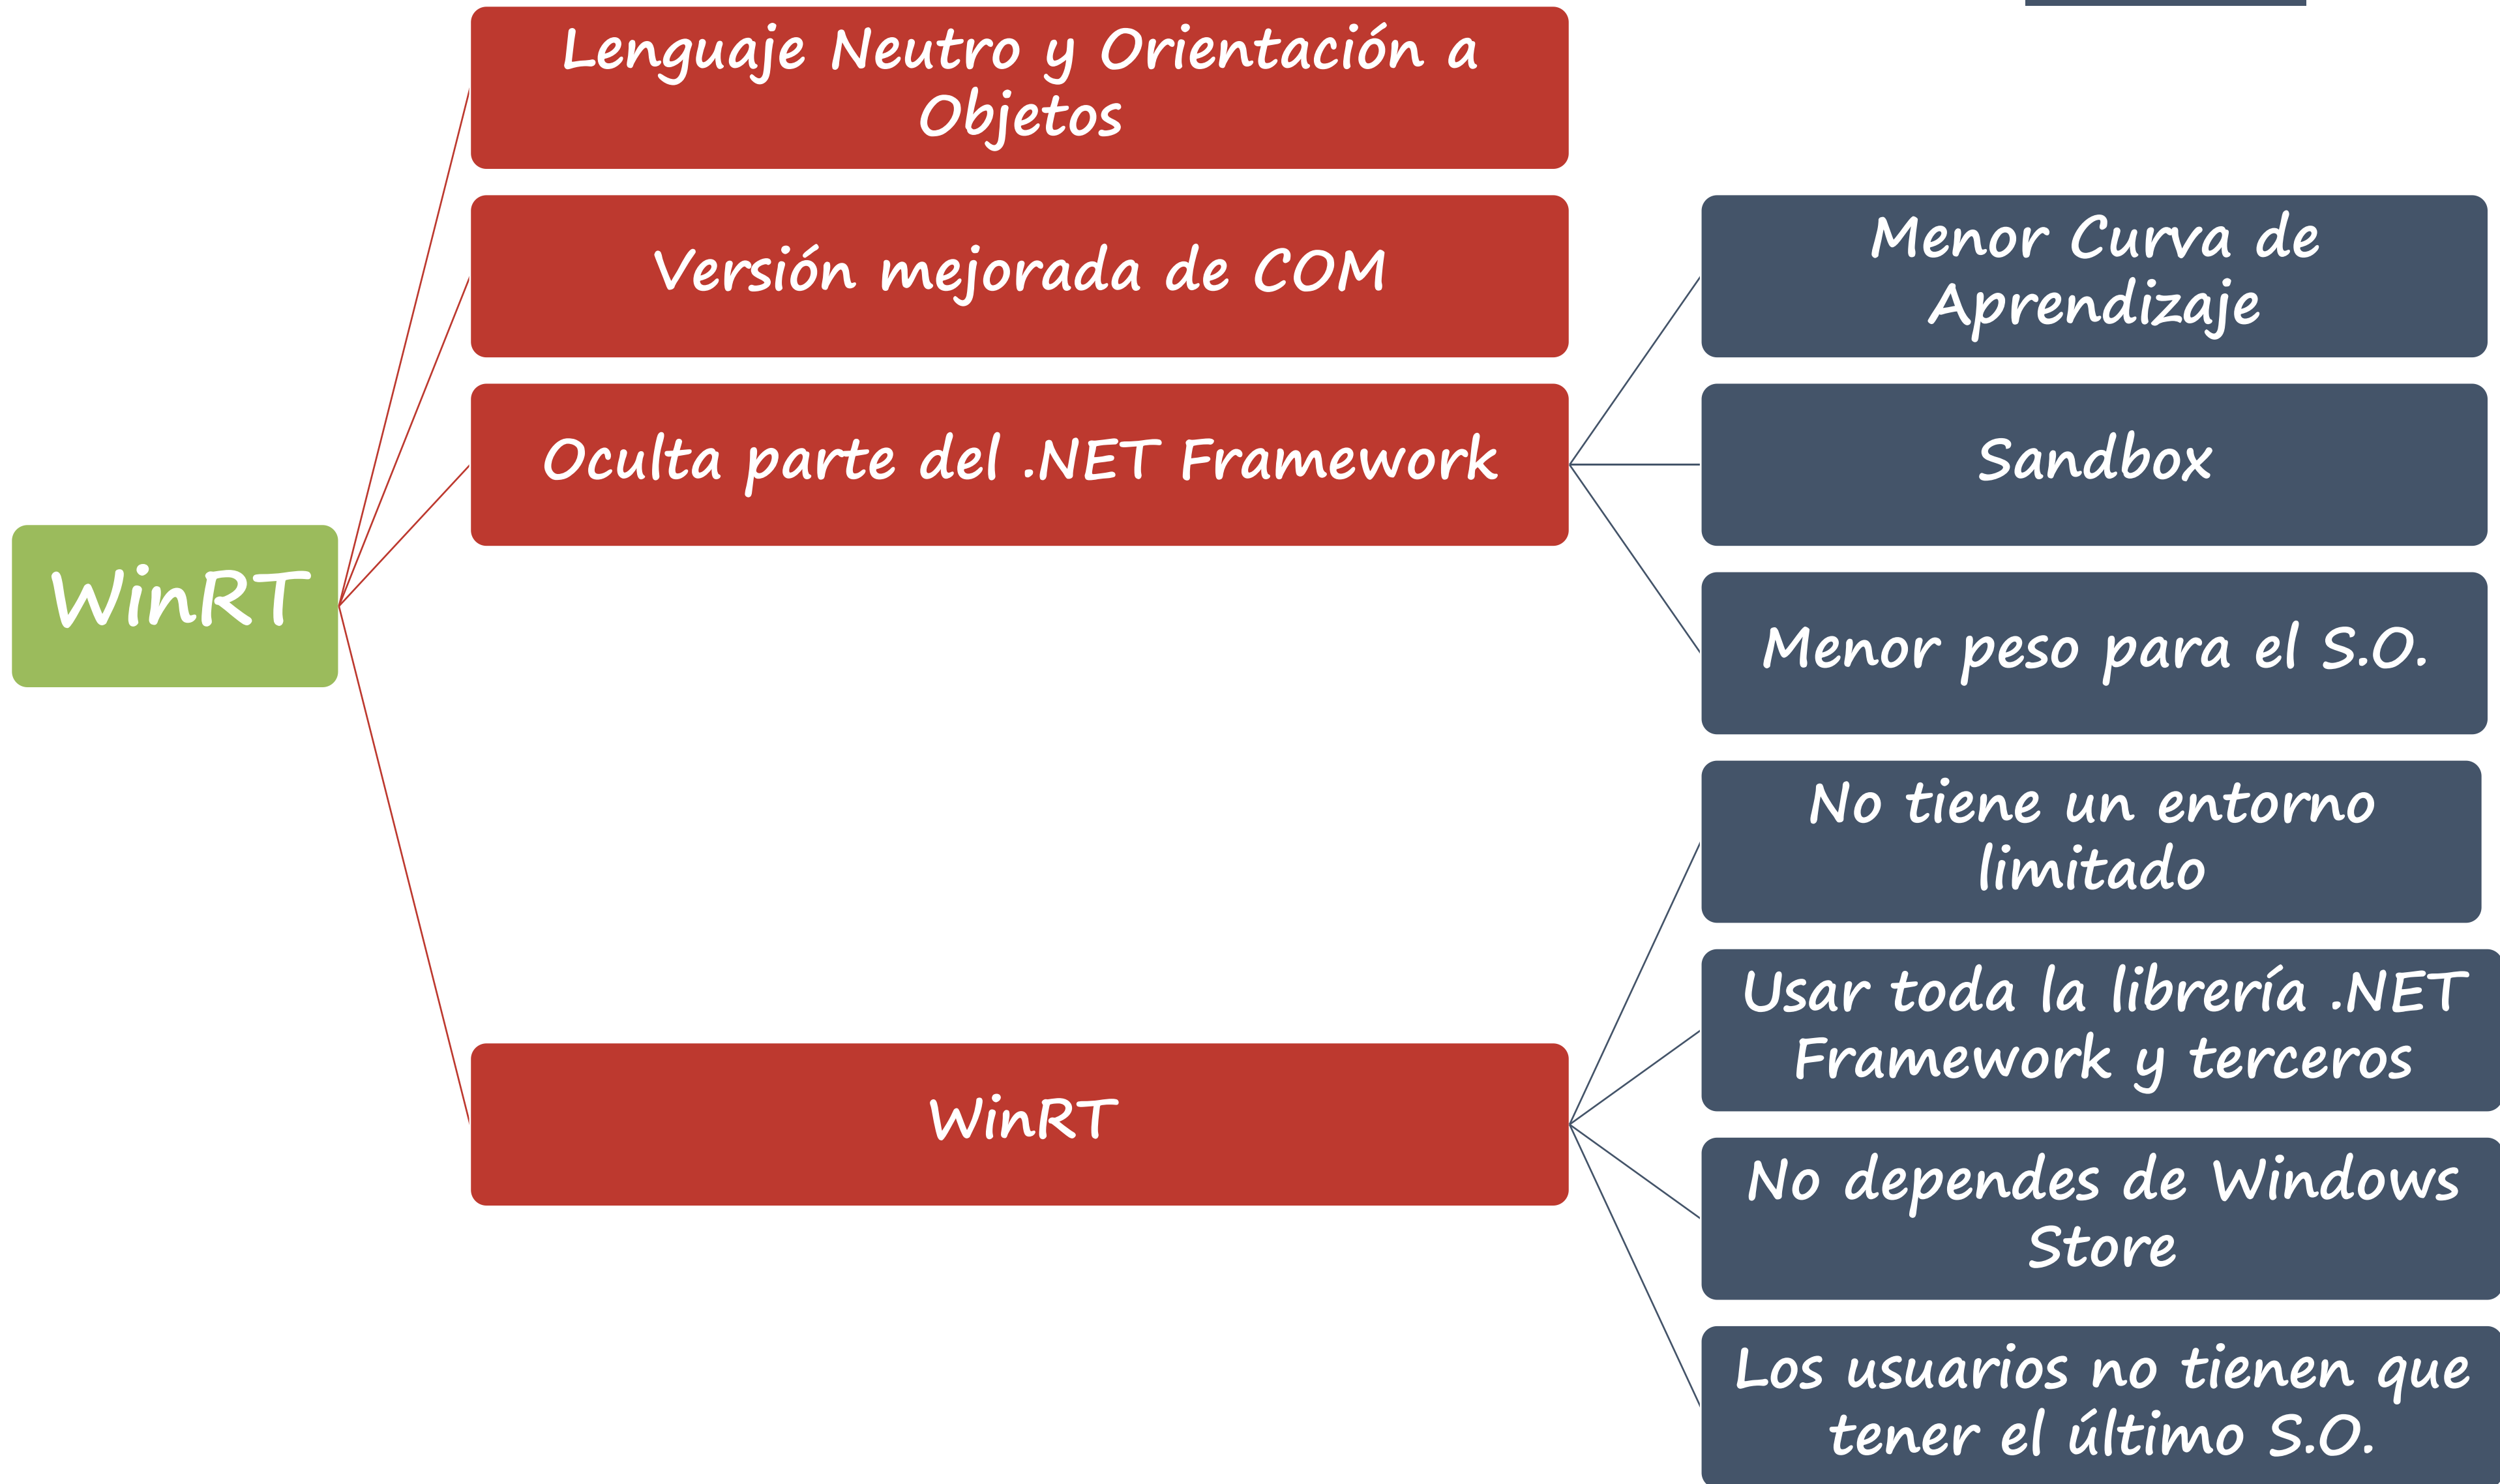 Lenguaje Neutro y Orientación a
Objetos
Versión mejorada de COM
Menor Curva de
Aprendizaje
Oculta parte del .NET Framework
Sandbox
WinRT
Menor peso para el S.O.
No tiene un entorno
limitado
Usar toda la librería .NET
Framework y terceros
WinRT
No dependes de Windows
Store
Los usuarios no tienen que
tener el último S.O.